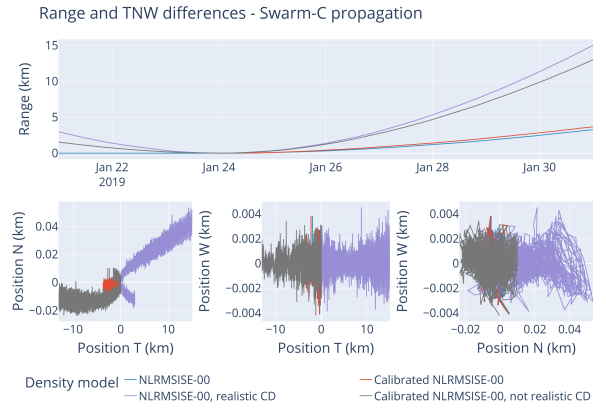 Range and TNW differences - Swarm-C propagation
Range (km)
15
10
5
0
Jan 22
2019
Jan 24
Jan 26
Jan 28
Jan 30
Position N (km)
0.04
0.02
0
−0.02
−10
0
10
Position T (km)
Position W (km)
0.004
0.002
0
−0.002
−0.004
−10
0
10
Position T (km)
Position W (km)
0.004
0.002
0
−0.002
−0.004
−0.02
0
0.02
0.04
Position N (km)
Density model
NLRMSISE-00
Calibrated NLRMSISE-00
NLRMSISE-00, realistic CD
Calibrated NLRMSISE-00, not realistic CD